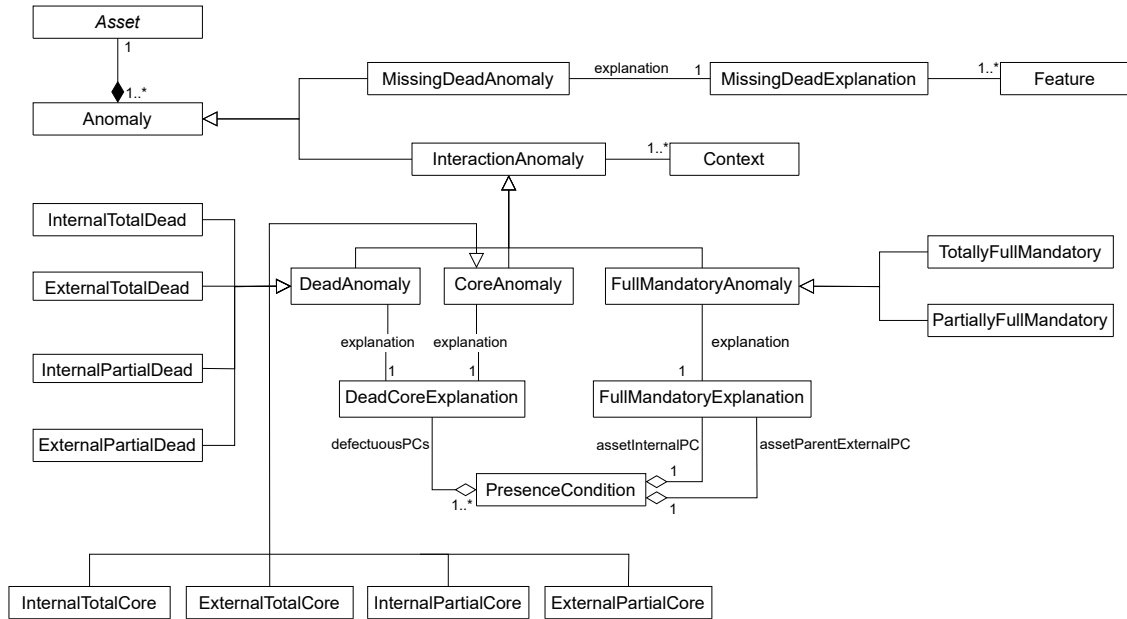 Asset
1
1..*
Anomaly
MissingDeadAnomaly
explanation
1
MissingDeadExplanation
1..*
Feature
InteractionAnomaly
1..*
Context
InternalTotalDead
ExternalTotalDead
InternalPartialDead
ExternalPartialDead
DeadAnomaly
CoreAnomaly
FullMandatoryAnomaly
TotallyFullMandatory
PartiallyFullMandatory
explanation
explanation
explanation
1
1
1
DeadCoreExplanation
FullMandatoryExplanation
defectuousPCs
assetInternalPC
assetParentExternalPC
1..*
PresenceCondition
1
1
InternalTotalCore
ExternalTotalCore
InternalPartialCore
ExternalPartialCore